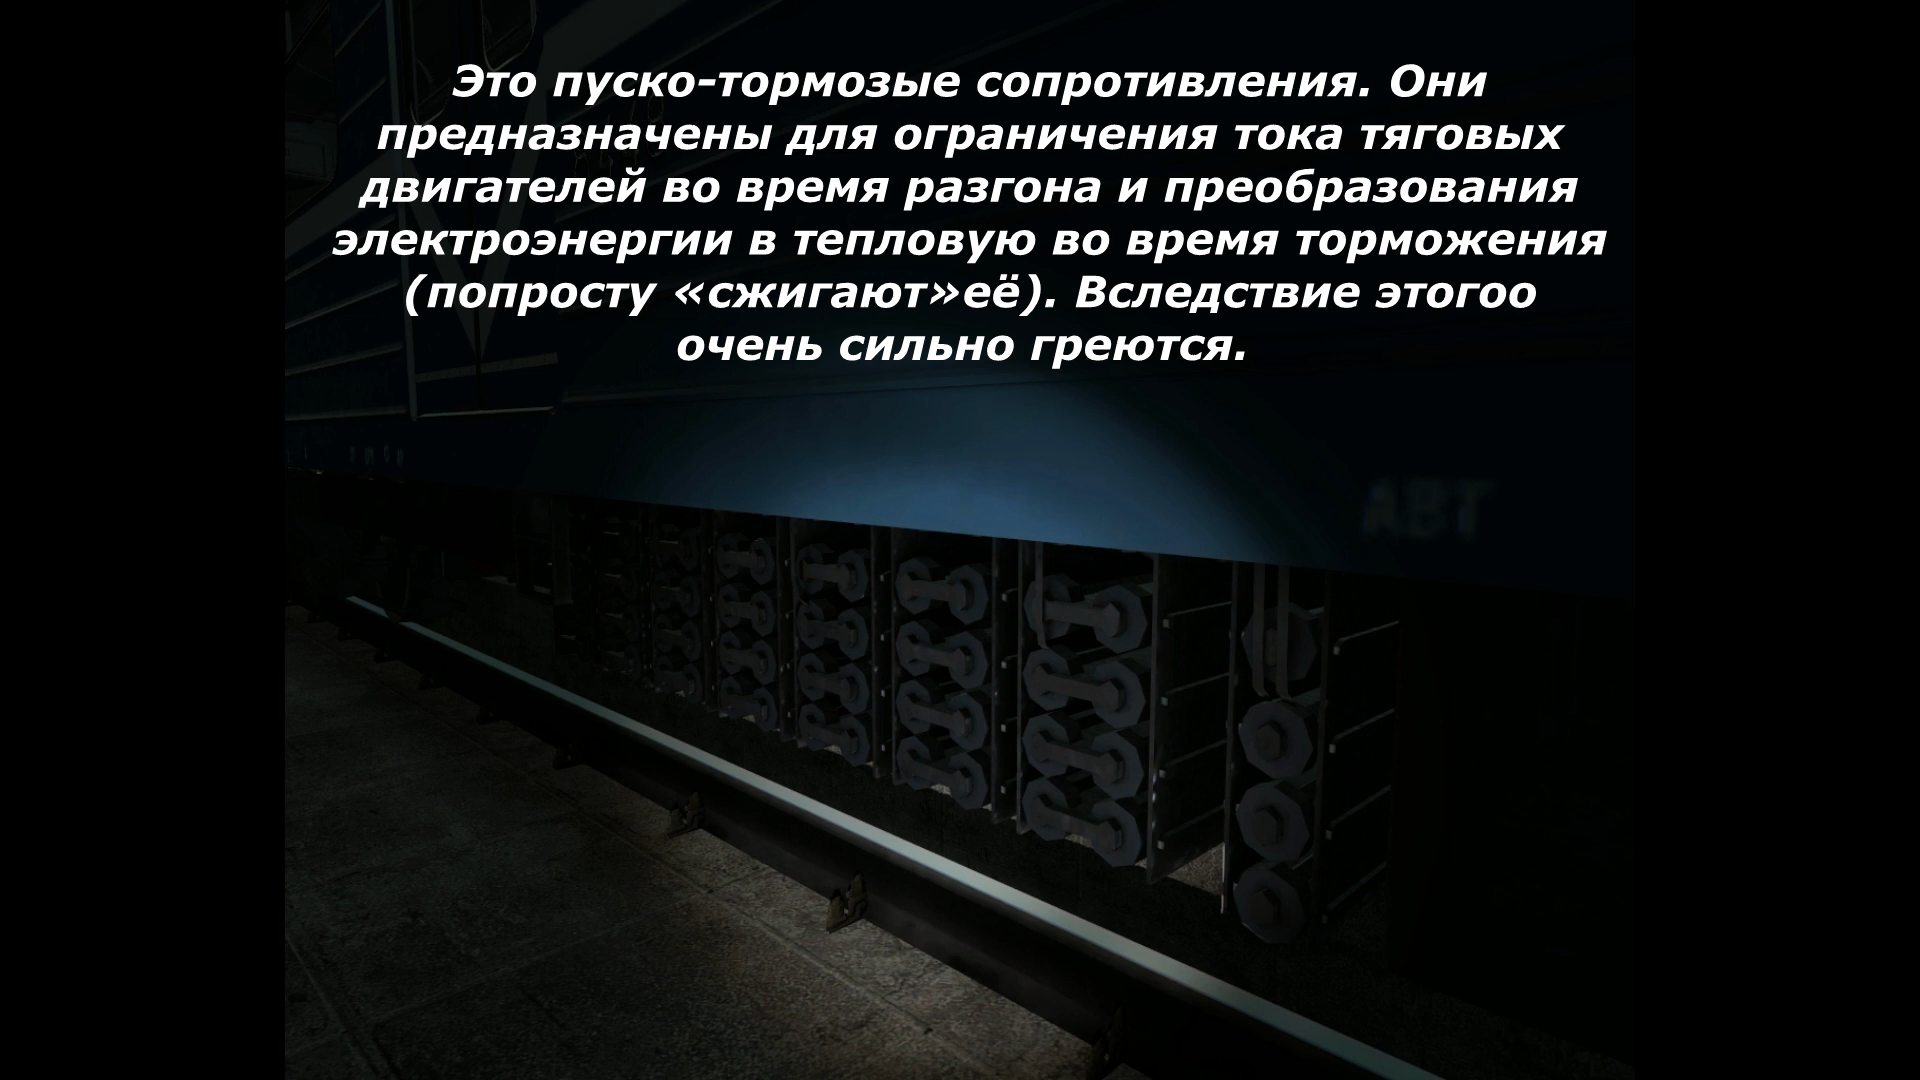 Это пуско-тормозые сопротивления. Они
предназначены для ограничения тока тяговых
двигателей во время разгона и преобразования
электроэнергии в тепловую во время торможения
(попросту «сжигают»её). Вследствие этогоо
очень сильно греются.
АВТ